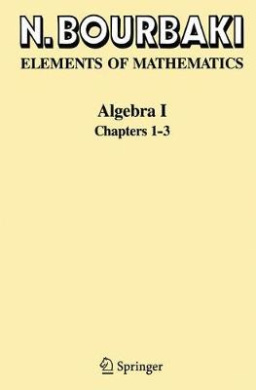 N. BOURBAKI
ELEMENTS OF MATHEMATICS
Algebra I
Chapters 1-3
Springer